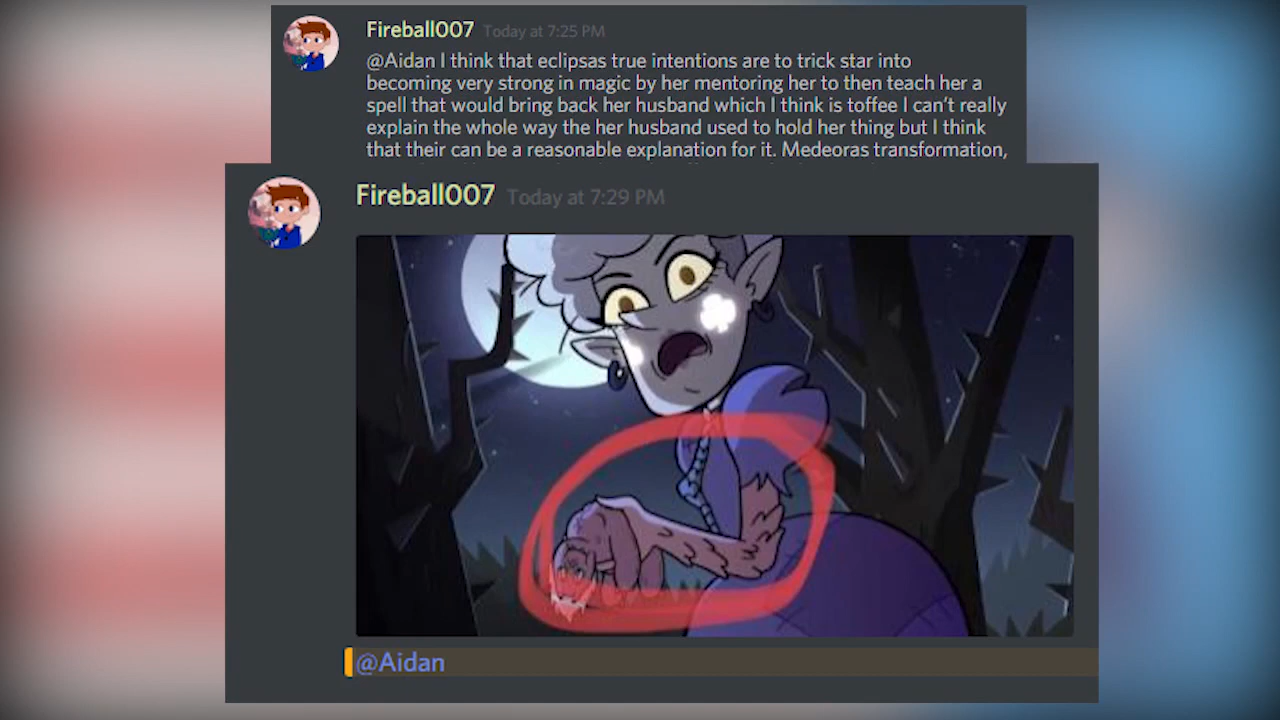 Fireball007 Today at 7:25 PM
@Aidan I think that eclipsas true intentions are to trick star into
becoming very strong in magic by her mentoring her to then teach her a
spell that would bring back her husband which I think is toffee I can't really
explain the whole way the her husband used to hold her thing but I think
that their can be a reasonable explanation for it. Medeoras transformation,
Fireball007 Today at 7:29 PM
@Aidan